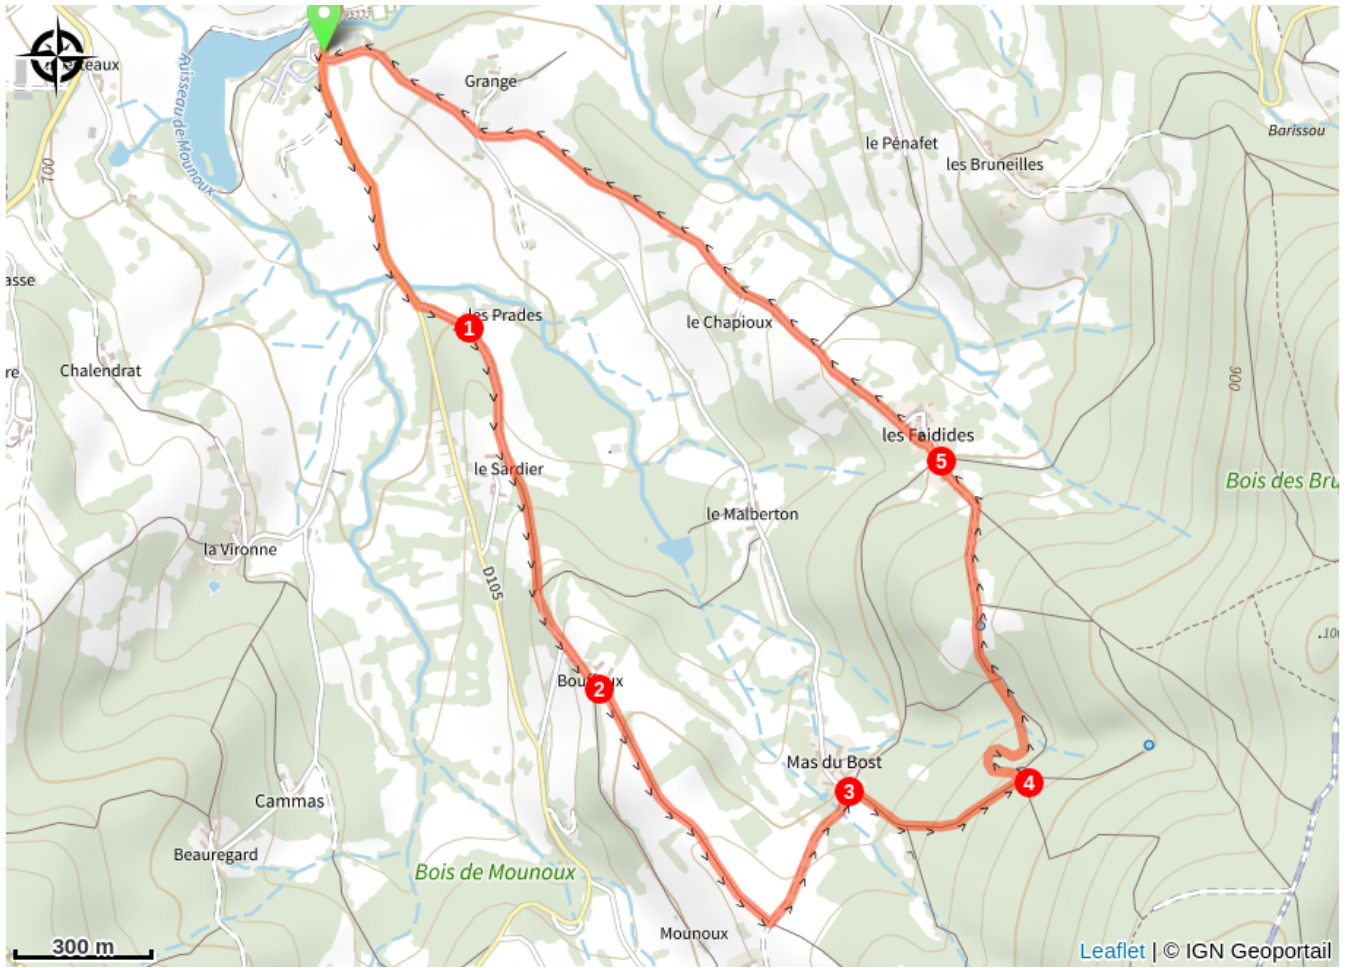 Grange
Ruisseau de Mounoux
700
le Pénafet
les Bruneilles
Barissou
asse
les Prades
1
le Chapioux
re
Chalendrat
900
les Faidides
5
le Sardier
Bois des Bru
le Malberton
la Vironne
D105
.10
2
Mas du Bost
3
4
Cammas
Beauregard
Bois de Mounoux
Mounoux
300 m
Leaflet | © IGN Geoportail